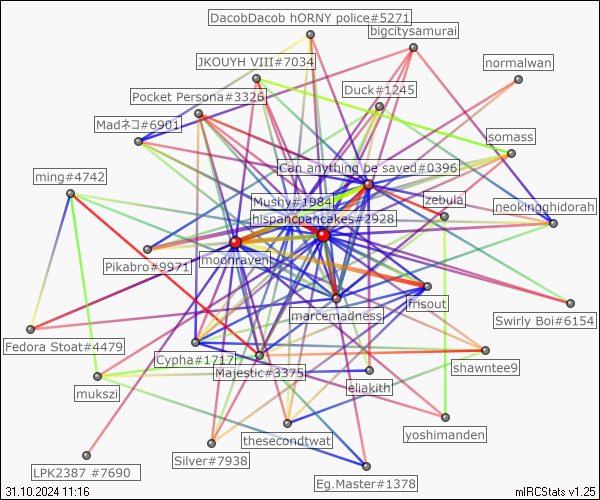 DacobDacob hORNY police#5271
bigcitysamurai
JKOUYH VIII#7034
normalwan
Duck#1245
Pocket Persona#3326
Madネコ#6901
somass
Can anything be saved#0396
ming#4742
Mushy#1984
zebula
neokingghidorah
hispancpancakes#2928
moonraven
Pikabro#9971
frisout
Swirly Boi#6154
marcemadness
Fedora Stoat#4479
Cypha#1717
shawntee9
Majestic#3375
eliakith
mukszi
yoshimanden
thesecondtwat
Silver#7938
LPK2387 #7690
Eg.Master#1378
31.10.2024 11:16
mIRCStats v1.25